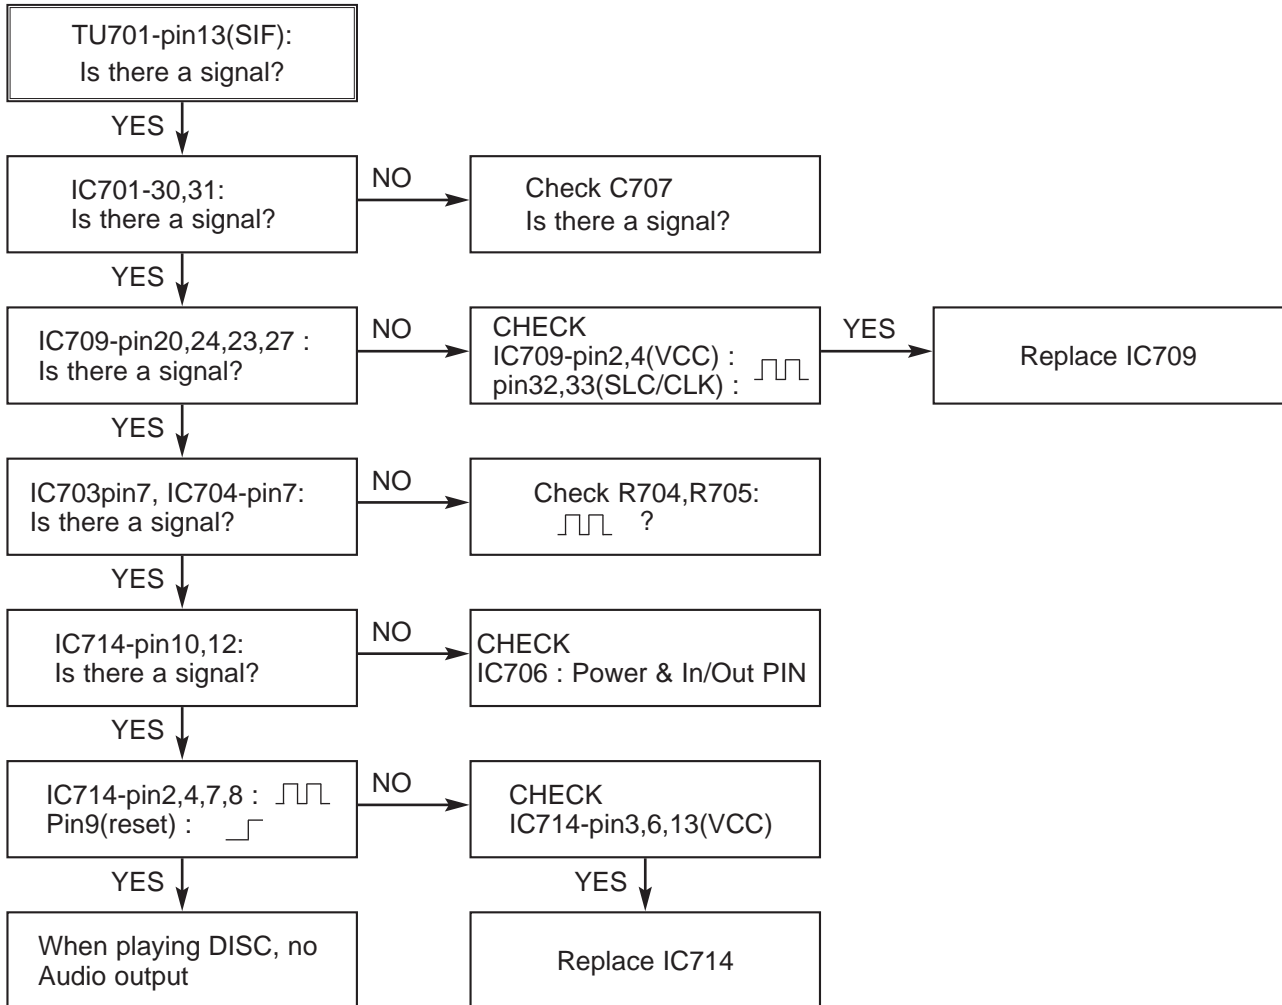 TU701-pin13(SIF):
Is there a signal?
YES
IC701-30,31:
Is there a signal?
NO
Check C707
Is there a signal?
YES
IC709-pin20,24,23,27 :
Is there a signal?
NO
CHECK
IC709-pin2,4(VCC) :
pin32,33(SLC/CLK) :
YES
Replace IC709
YES
IC703pin7, IC704-pin7:
Is there a signal?
NO
Check R704,R705:
?
YES
IC714-pin10,12:
Is there a signal?
NO
CHECK
IC706 : Power & In/Out PIN
YES
IC714-pin2,4,7,8 :
Pin9(reset) :
NO
CHECK
IC714-pin3,6,13(VCC)
YES
YES
When playing DISC, no
Audio output
Replace IC714